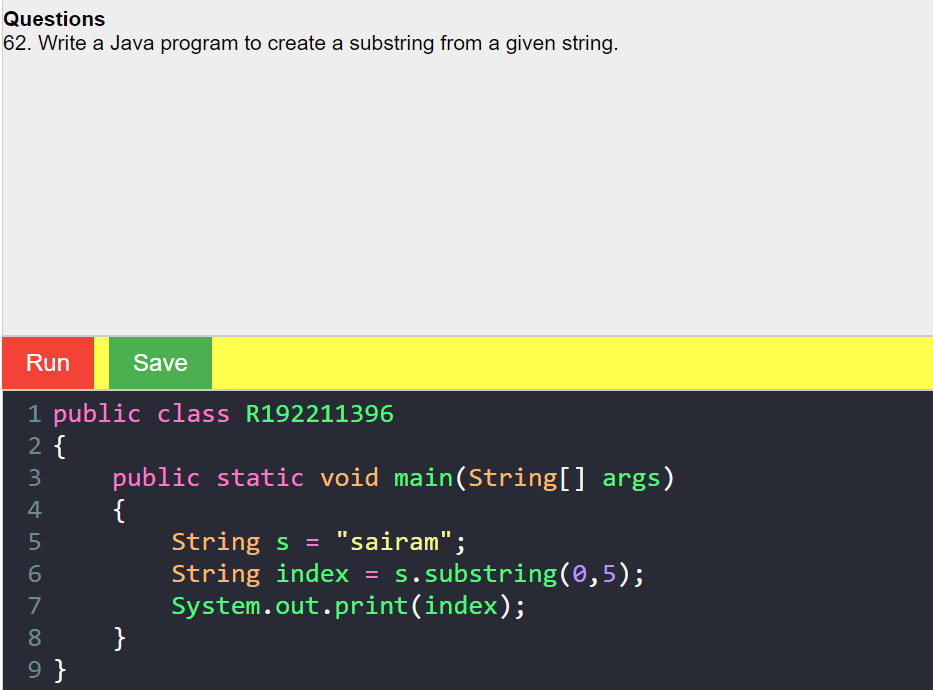 Questions
62. Write a Java program to create a substring from a given string.
Run Save
1 public class R192211396
2 {
3     public static void main(String[] args)
4     {
5         String s = "sairam";
6         String index = s.substring(0,5);
7         System.out.print(index);
8     }
9 }